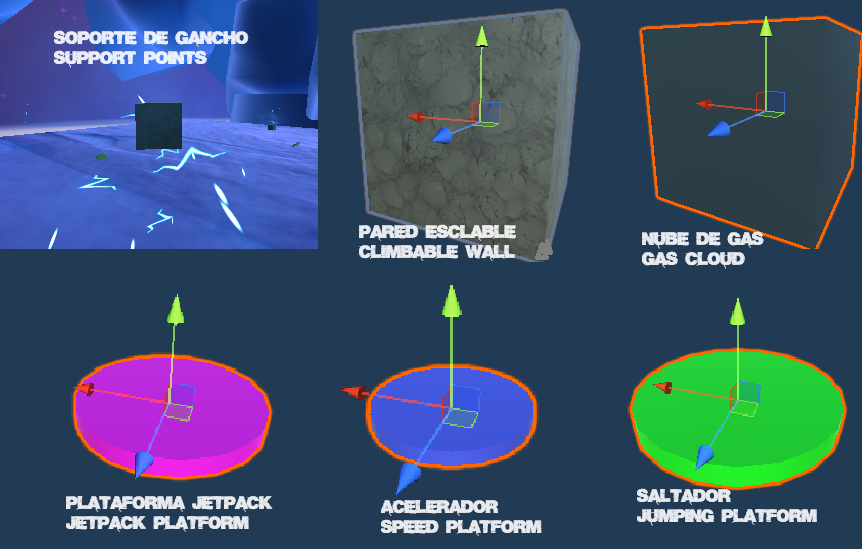 SOPORTE DE GANCHO
SUPPORT POINTS
PARED ESCLABLE
CLIMBABLE WALL
NUBE DE GAS
GAS CLOUD
PLATAFORMA JETPACK
JETPACK PLATFORM
ACELERADOR
SPEED PLATFORM
SALTADOR
JUMPING PLATFORM